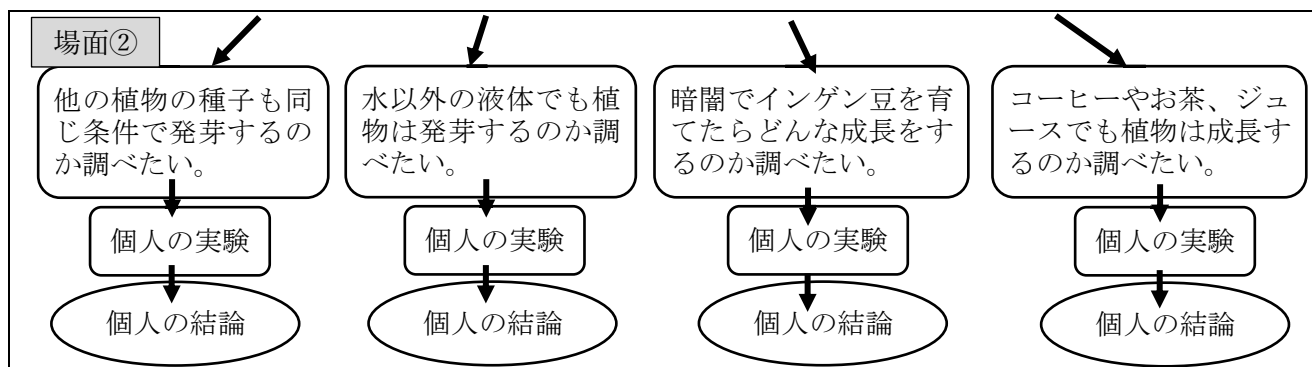 場面②
他の植物の種子も同
じ条件で発芽するの
か調べたい。
水以外の液体でも植
物は発芽するのか調
べたい。
暗闇でインゲン豆を育
てたらどんな成長をす
るのか調べたい。
コーヒーやお茶、ジュ
ースでも植物は成長す
るのか調べたい。
個人の実験
個人の実験
個人の実験
個人の実験
個人の結論
個人の結論
個人の結論
個人の結論